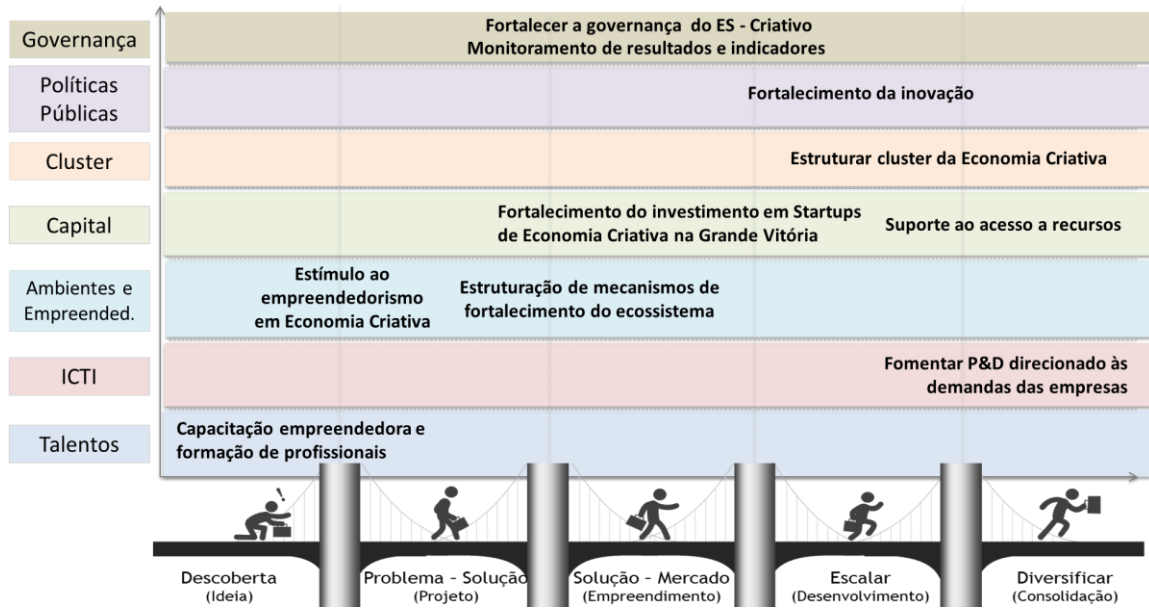 Governança
Fortalecer a governança do ES - Criativo
Monitoramento de resultados e indicadores
Políticas
Públicas
Fortalecimento da inovação
Cluster
Estruturar cluster da Economia Criativa
Capital
Fortalecimento do investimento em Startups
de Economia Criativa na Grande Vitória
Suporte ao acesso a recursos
Ambientes e
Empreended.
Estímulo ao
empreendedorismo
em Economia Criativa
Estruturação de mecanismos de
fortalecimento do ecossistema
ICTI
Fomentar P&D direcionado às
demandas das empresas
Talentos
Capacitação empreendedora e
formação de profissionais
!
Descoberta
(Ideia)
Problema - Solução
(Projeto)
Solução - Mercado
(Empreendimento)
Escalar
(Desenvolvimento)
Diversificar
(Consolidação)